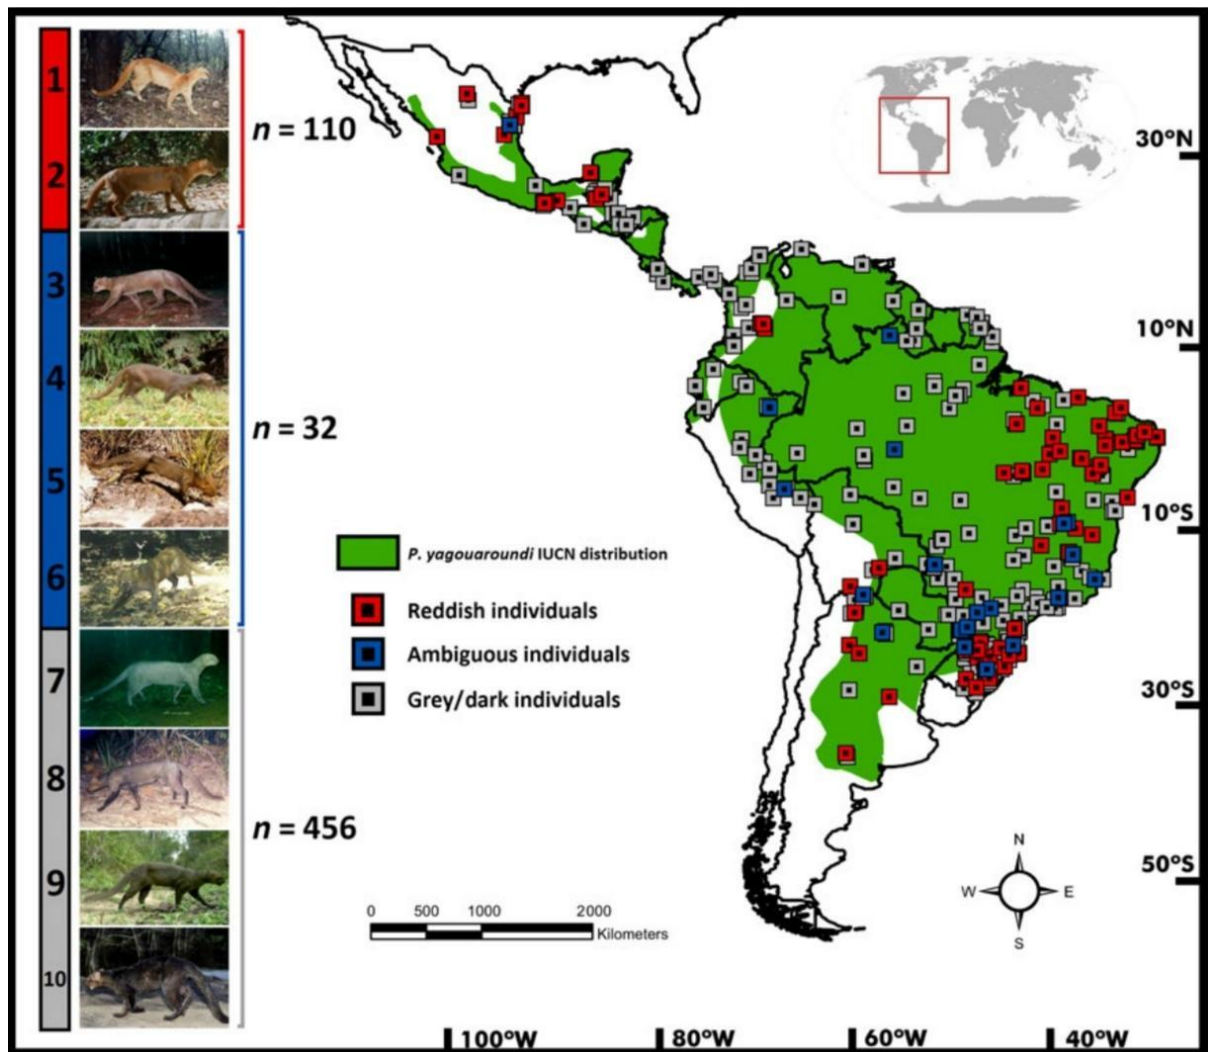 1
2
3
4
5
6
7
8
9
10
n = 110
n = 32
n = 456
P. yagouaroundi IUCN distribution
Reddish individuals
Ambiguous individuals
Grey/dark individuals
0 500 1000 2000
Kilometers
N
W E
S
30°N
10°N
10°S
30°S
50°S
100°W 80°W 60°W 40°W